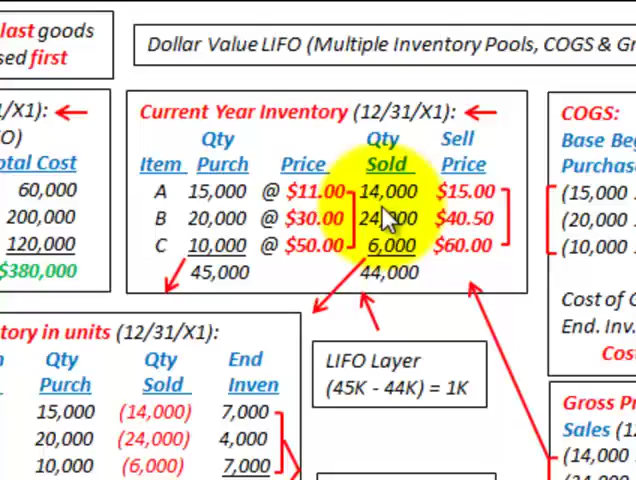 last goods
sed first
Dollar Value LIFO (Multiple Inventory Pools, COGS & Gr
1/X1):
O)
otal Cost
60,000
200,000
120,000
$380,000
Current Year Inventory (12/31/X1):
Qty Qty Sell
Item Purch Price Sold Price
A 15,000 @ $11.00 14,000 $15.00
B 20,000 @ $30.00 24,000 $40.50
C 10,000 @ $50.00 6,000 $60.00
45,000 44,000
COGS:
Base Beg
Purchas
(15,000
(20,000
(10,000
Cost of G
End. Inv.
Cost
tory in units (12/31/X1):
n Qty Qty End
Purch Sold Inven
15,000 (14,000) 7,000
20,000 (24,000) 4,000
10,000 (6,000) 7,000
LIFO Layer
(45K - 44K) = 1K
Gross Pr
Sales (12
(14,000